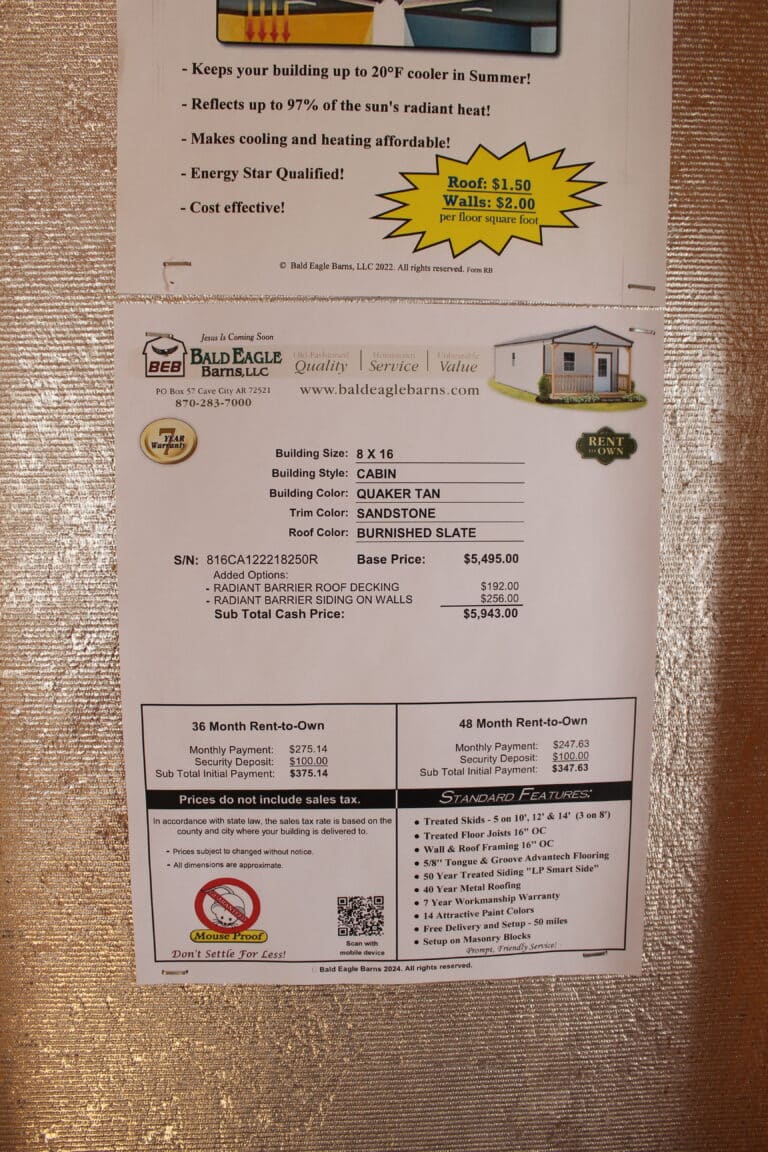 - Keeps your building up to 20°F cooler in Summer!
- Reflects up to 97% of the sun's radiant heat!
- Makes cooling and heating affordable!
- Energy Star Qualified!
- Cost effective!
Roof: $1.50
Walls: $2.00
per floor square foot
© Bald Eagle Barns, LLC 2022. All rights reserved. Form RB
Jesus Is Coming Soon
BEB
BALD EAGLE
BARNS, LLC
PO Box 57 Cave City AR 72521
870-283-7000
Old-Fashioned Quality | Hometown Service | Unbeatable Value
www.baldeaglebarns.com
7 YEAR Warranty
RENT TO OWN
Building Size: 8 X 16
Building Style: CABIN
Building Color: QUAKER TAN
Trim Color: SANDSTONE
Roof Color: BURNISHED SLATE
S/N: 816CA122218250R Base Price: $5,495.00
Added Options:
- RADIANT BARRIER ROOF DECKING $192.00
- RADIANT BARRIER SIDING ON WALLS $256.00
Sub Total Cash Price: $5,943.00
36 Month Rent-to-Own
Monthly Payment: $275.14
Security Deposit: $100.00
Sub Total Initial Payment: $375.14
48 Month Rent-to-Own
Monthly Payment: $247.63
Security Deposit: $100.00
Sub Total Initial Payment: $347.63
Prices do not include sales tax.
In accordance with state law, the sales tax rate is based on the
county and city where your building is delivered to.
- Prices subject to changed without notice.
- All dimensions are approximate.
Mouse Proof
Don't Settle For Less!
Scan with
mobile device
STANDARD FEATURES:
• Treated Skids - 5 on 10', 12' & 14' (3 on 8')
• Treated Floor Joists 16" OC
• Wall & Roof Framing 16" OC
• 5/8" Tongue & Groove Advantech Flooring
• 50 Year Treated Siding "LP Smart Side"
• 40 Year Metal Roofing
• 7 Year Workmanship Warranty
• 14 Attractive Paint Colors
• Free Delivery and Setup - 50 miles
• Setup on Masonry Blocks
Prompt, Friendly Service!
© Bald Eagle Barns 2024. All rights reserved.